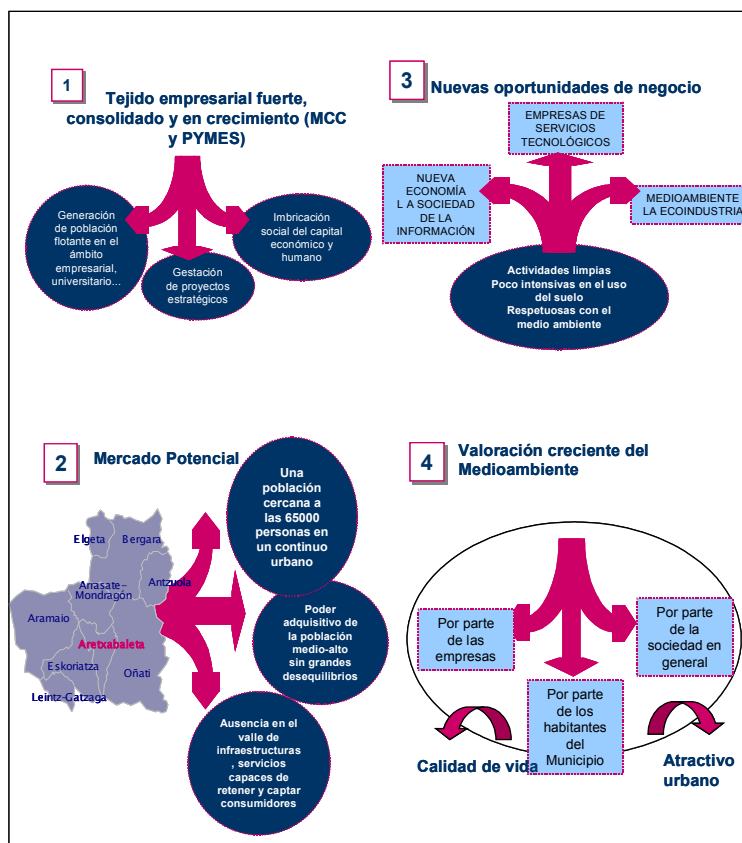 1
Tejido empresarial fuerte,
consolidado y en crecimiento (MCC
y PYMES)
Generación
de población
flotante en el
ámbito
empresarial,
universitario...
Gestación
de proyectos
estratégicos
Imbricación
social del capital
económico y
humano
3
Nuevas oportunidades de negocio
EMPRESAS DE
SERVICIOS
TECNOLÓGICOS
NUEVA
ECONOMÍA
L A SOCIEDAD
DE LA
INFORMACIÓN
MEDIOAMBIENTE
LA ECOINDUSTRIA
Actividades limpias
Poco intensivas en el uso
del suelo
Respetuosas con el
medio ambiente
2
Mercado Potencial
Elgeta
Bergara
Antzuola
Arrasate-
Mondragón
Aramaio
Aretxabaleta
Eskoriatza
Oñati
Leintz-Gatzaga
Una
población
cercana a
las 65000
personas en
un continuo
urbano
Poder
adquisitivo de
la población
medio-alto
sin grandes
desequilibrios
Ausencia en el
valle de
infraestructuras
, servicios
capaces de
retener y captar
consumidores
4
Valoración creciente del
Medioambiente
Por parte
de las
empresas
Por parte
de los
habitantes
del
Municipio
Por parte
de la
sociedad en
general
Calidad de vida
Atractivo
urbano